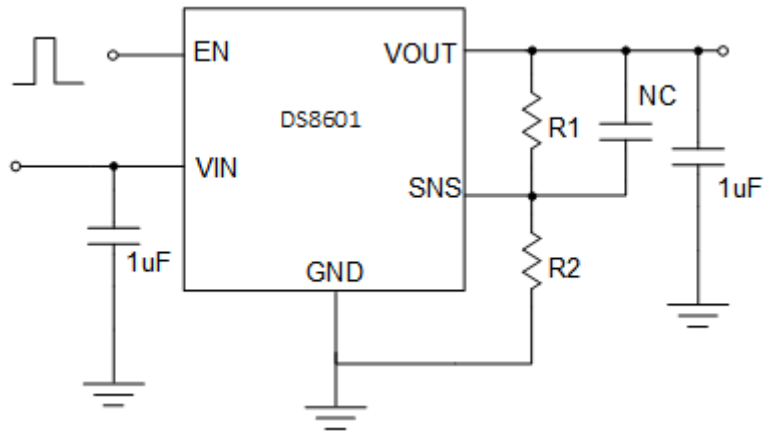 EN
VOUT
NC
DS8601
R1
VIN
SNS
1uF
1uF
R2
GND